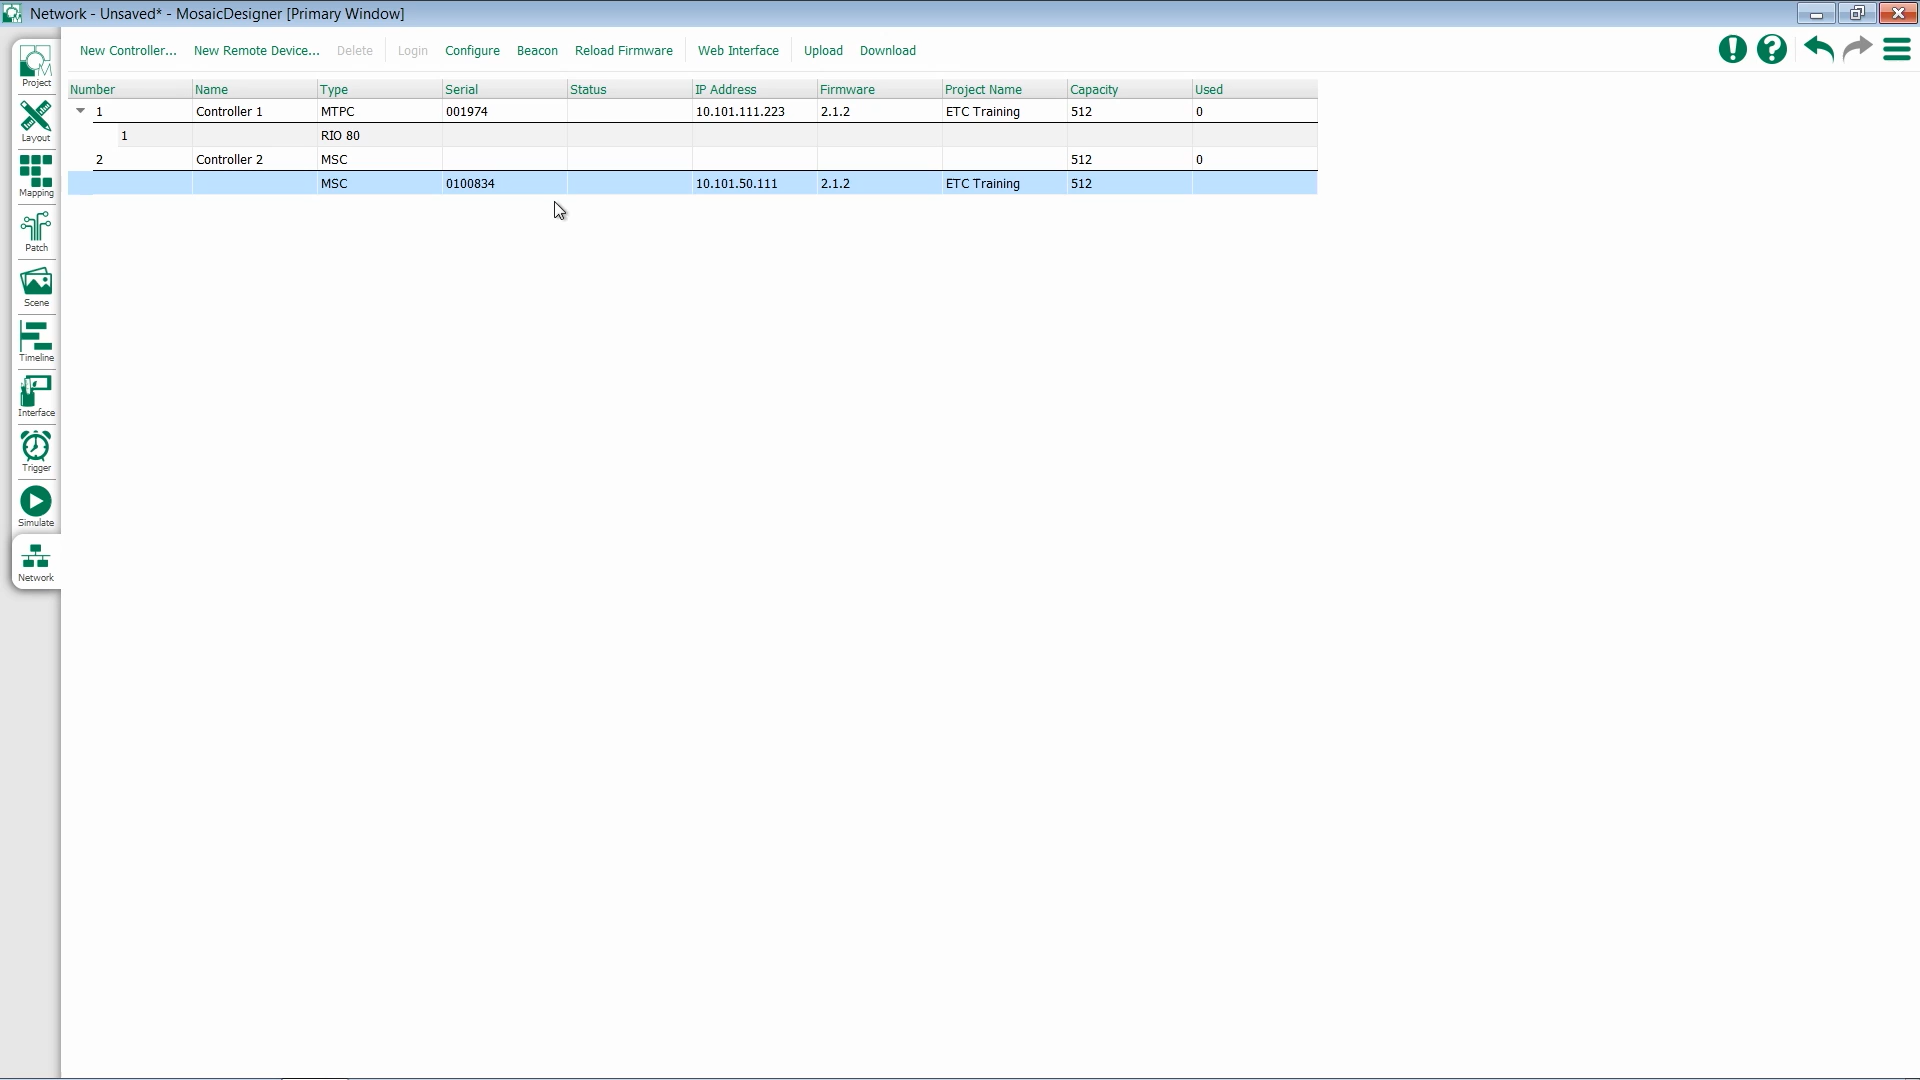 Network - Unsaved* - MosaicDesigner [Primary Window]
New Controller... New Remote Device... Delete Login Configure Beacon Reload Firmware Web Interface Upload Download
Number Name Type Serial Status IP Address Firmware Project Name Capacity Used
1 Controller 1 MTPC 001974 10.101.111.223 2.1.2 ETC Training 512 0
1 RIO 80
2 Controller 2 MSC 512 0
MSC 0100834 10.101.50.111 2.1.2 ETC Training 512
Project
Layout
Mapping
Patch
Scene
Timeline
Interface
Trigger
Simulate
Network